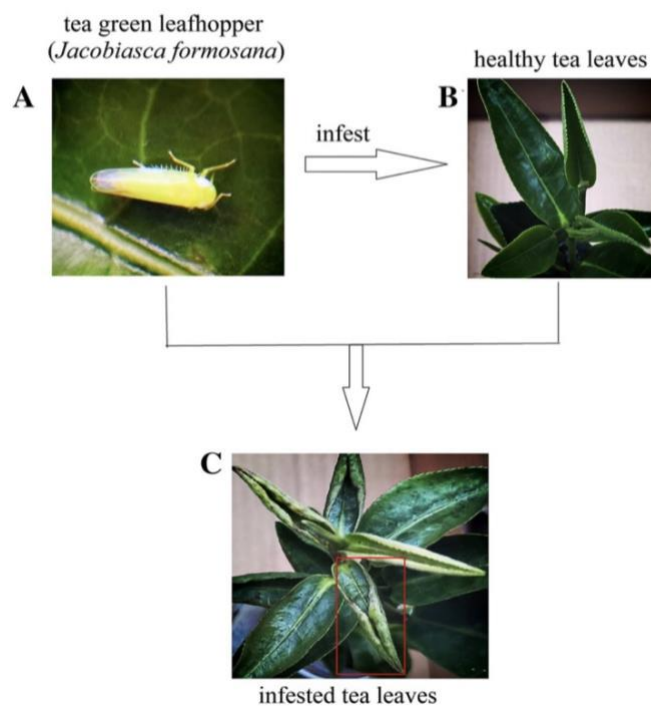 tea green leafhopper
(Jacobiasca formosana)
healthy tea leaves
A
B
infest
C
infested tea leaves